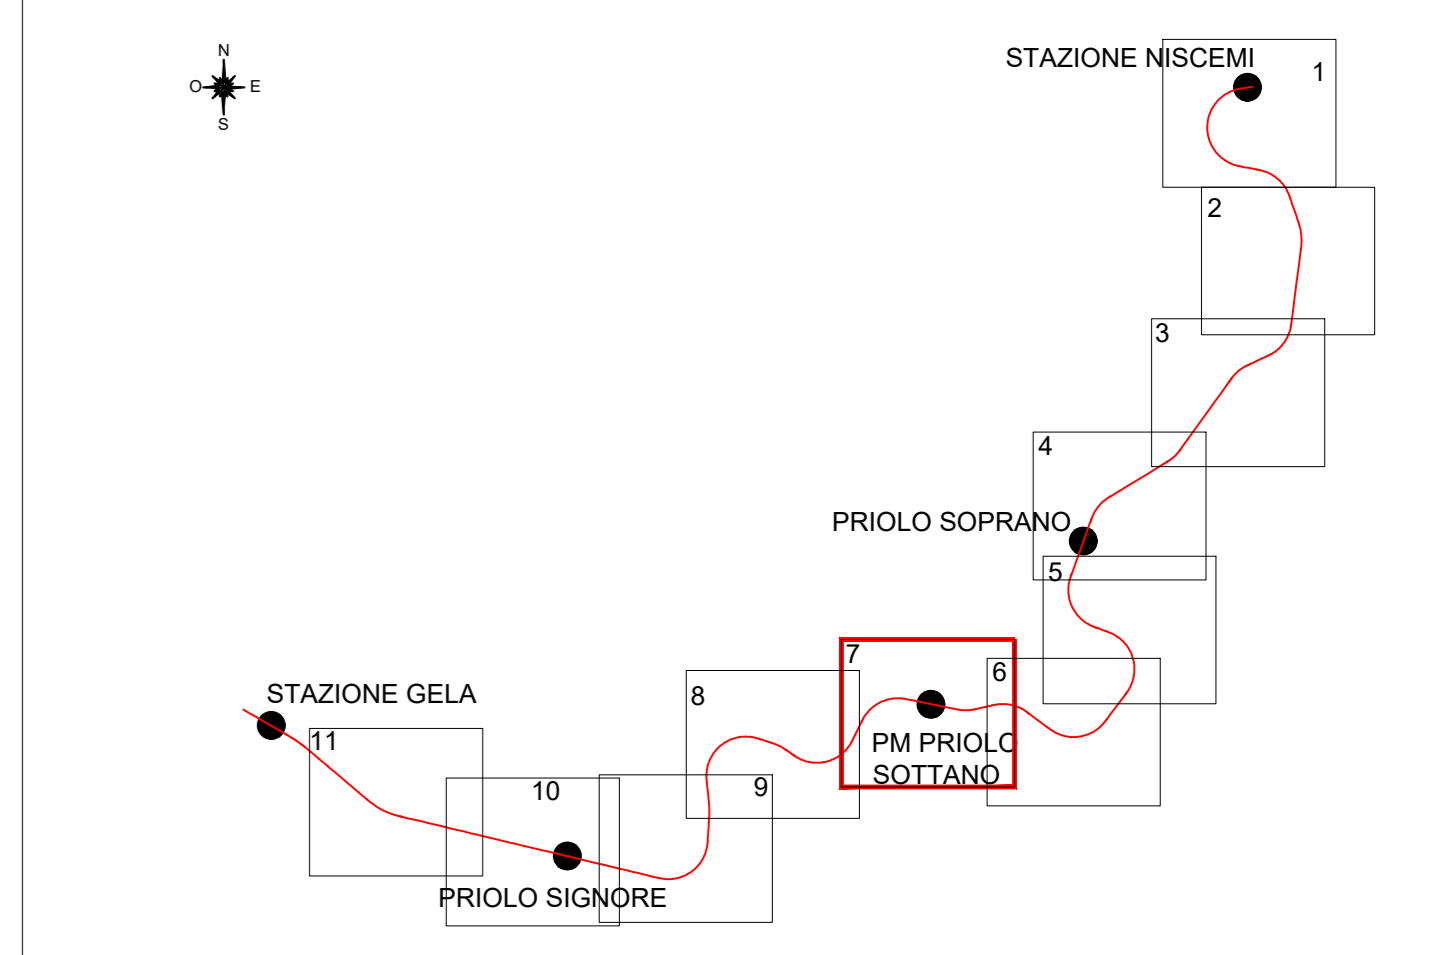 N
O E
S
STAZIONE NISCEMI
1
2
3
4
PRIOLO SOPRANO
5
7
6
8
STAZIONE GELA
11
PM PRIOLO
SOTTANO
9
10
PRIOLO SIGNORE